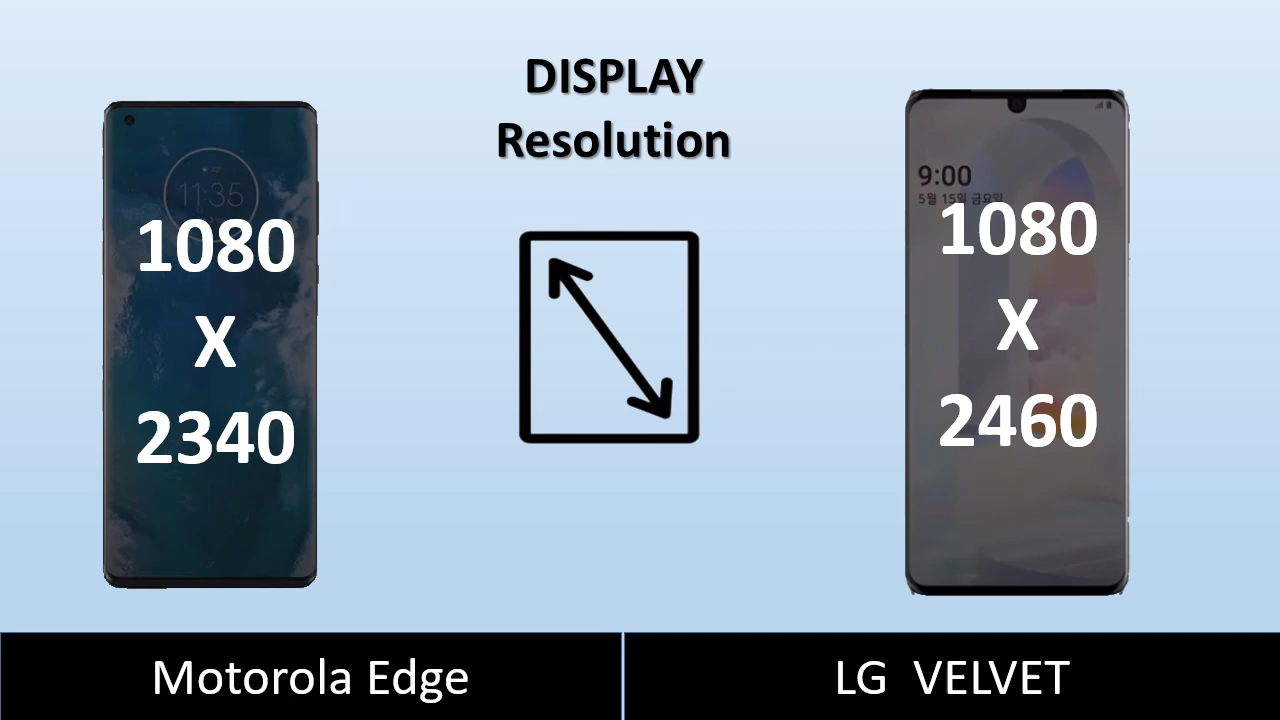 DISPLAY
Resolution
11:35
1080
X
2340
9:00
5월 15일 금요일
1080
X
2460
Motorola Edge
LG VELVET